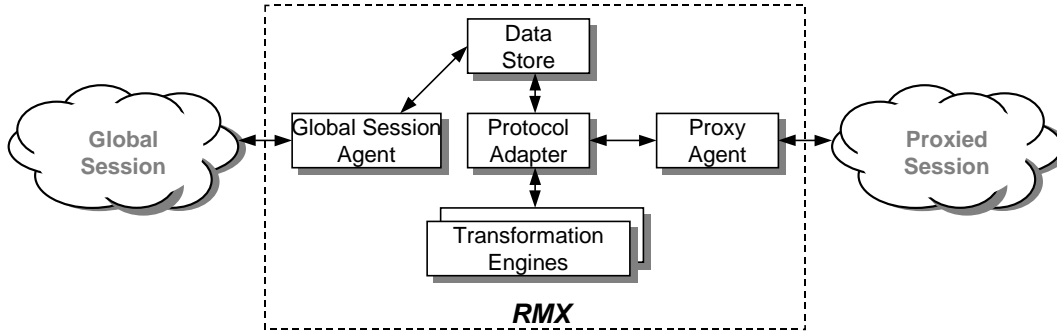 Data
Store
Global
Session
Global Session
Agent
Protocol
Adapter
Proxy
Agent
Proxied
Session
Transformation
Engines
RMX